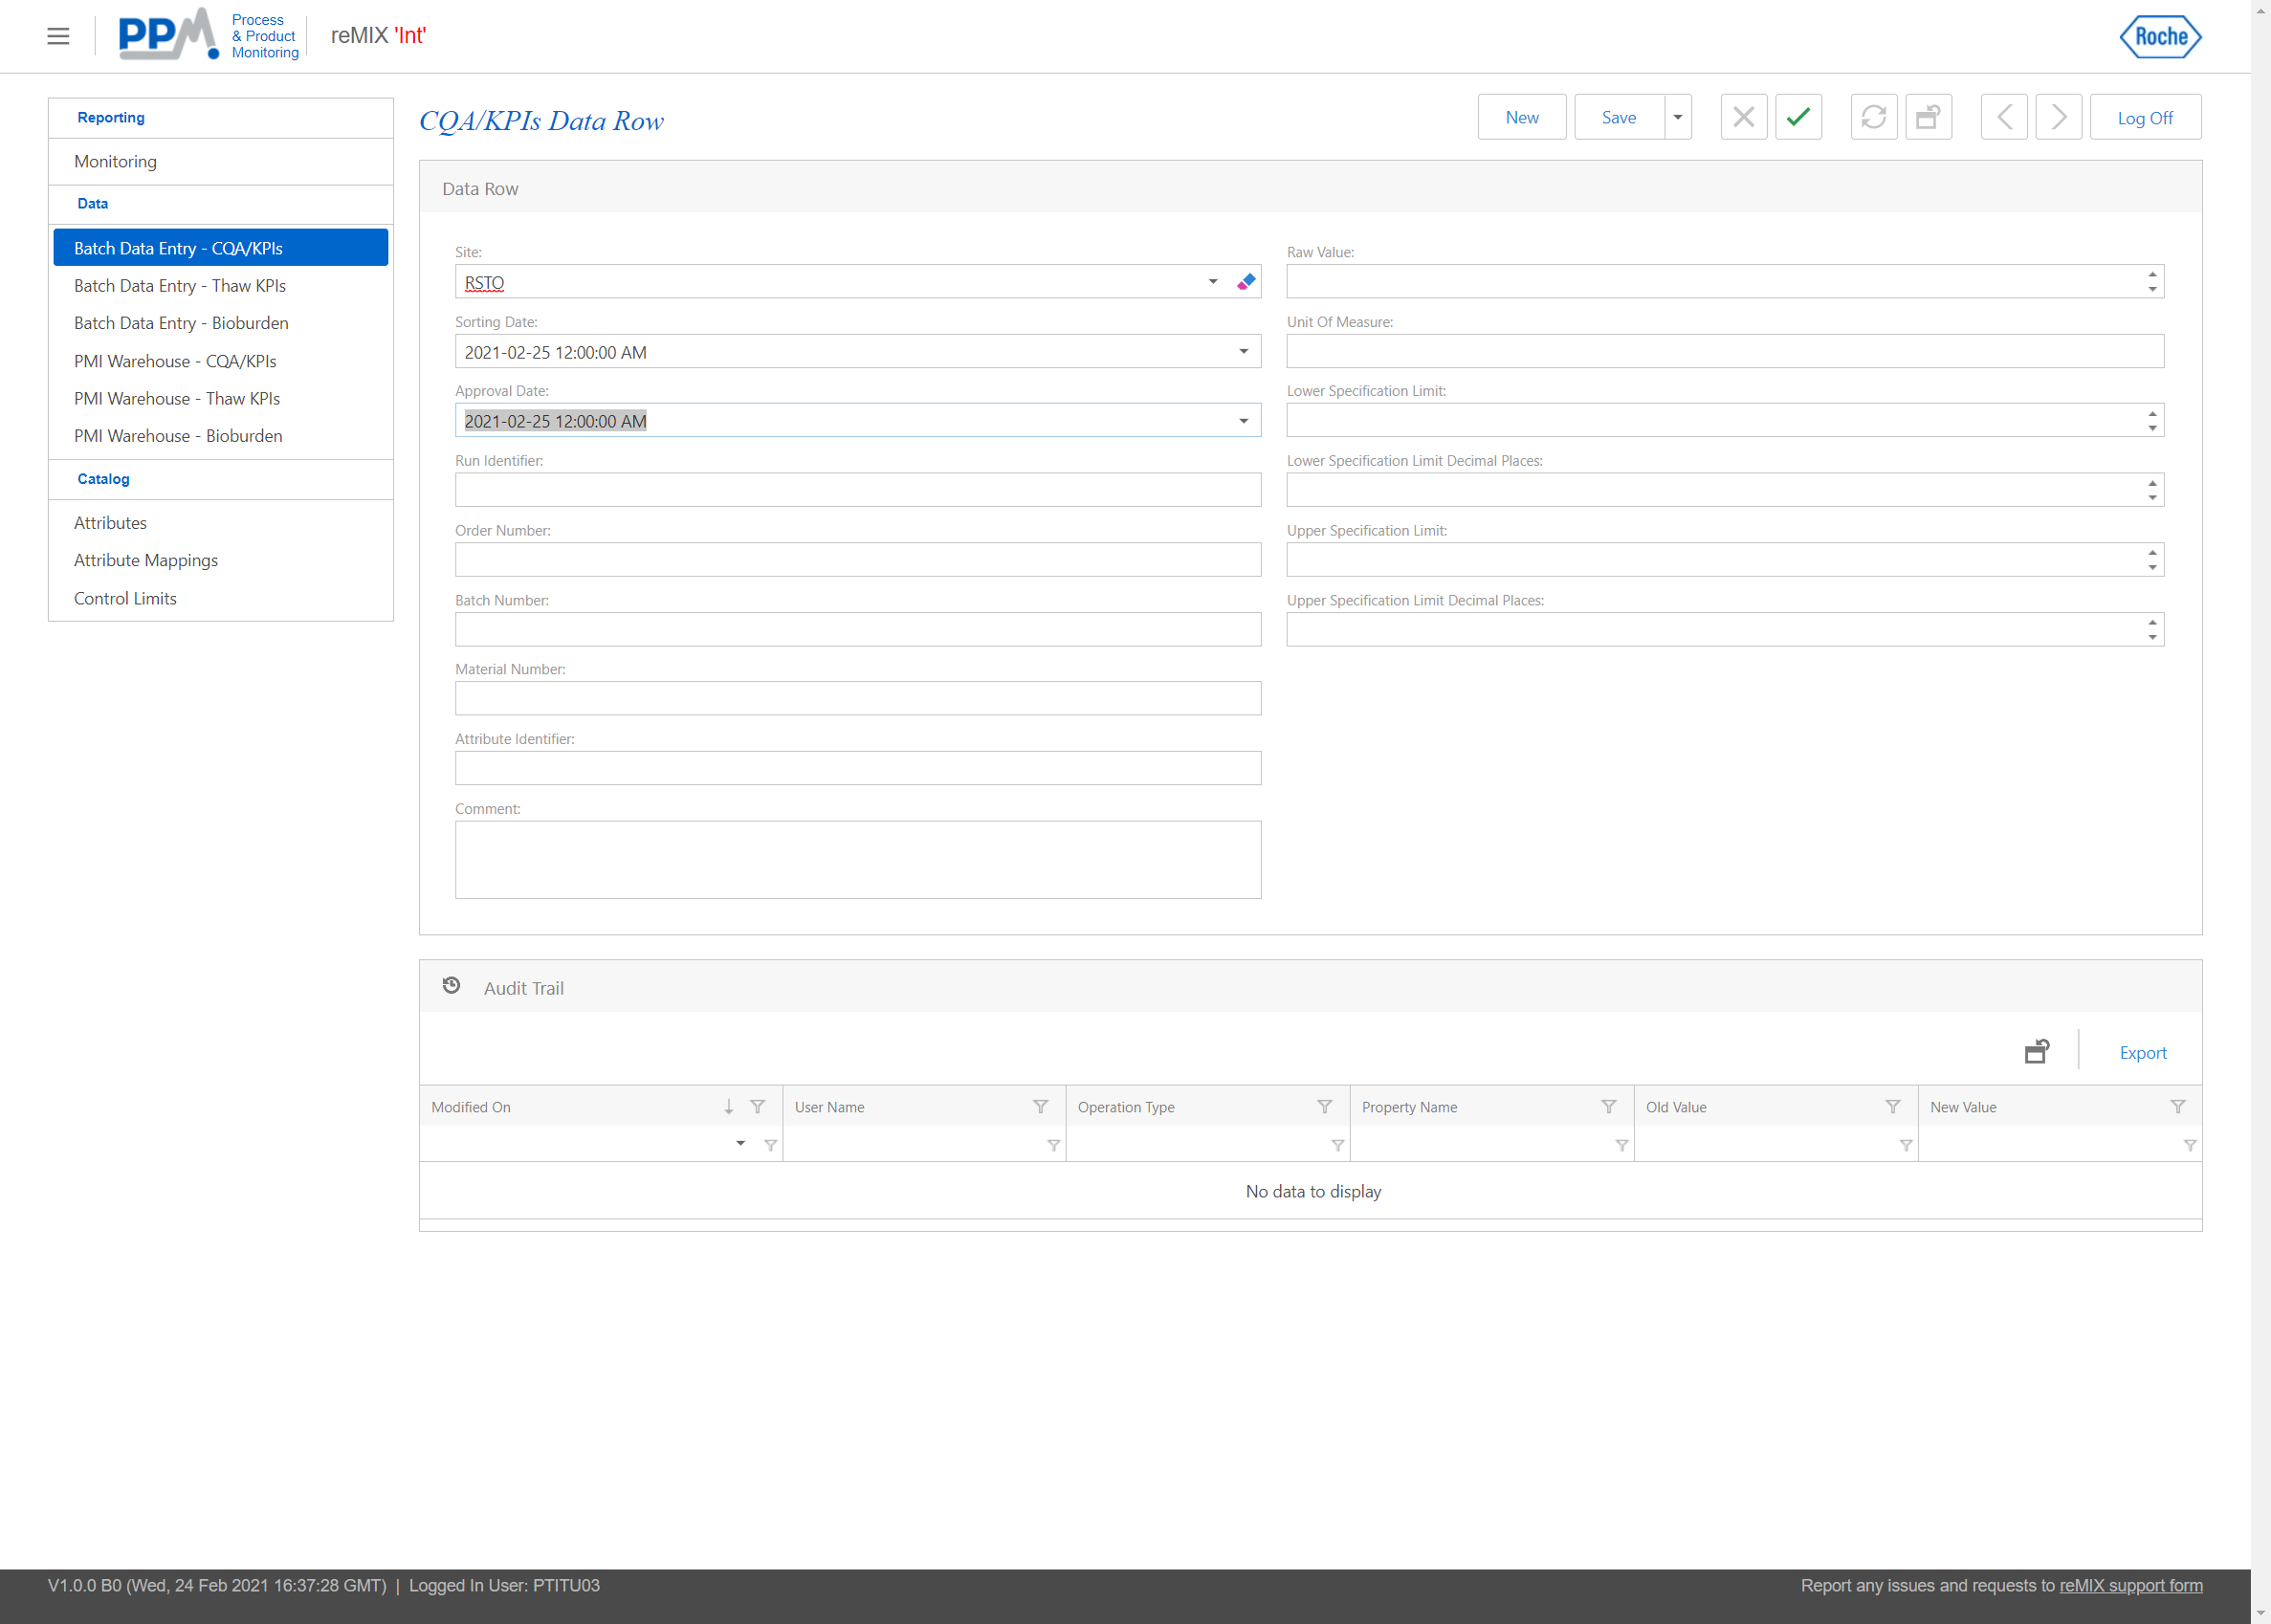 PPM
Process
& Product
Monitoring
reMIX 'Int'
Roche
Reporting
Monitoring
Data
Batch Data Entry - CQA/KPIs
Batch Data Entry - Thaw KPIs
Batch Data Entry - Bioburden
PMI Warehouse - CQA/KPIs
PMI Warehouse - Thaw KPIs
PMI Warehouse - Bioburden
Catalog
Attributes
Attribute Mappings
Control Limits
CQA/KPIs Data Row
New Save Log Off
Data Row
Site:
RSTO
Sorting Date:
2021-02-25 12:00:00 AM
Approval Date:
2021-02-25 12:00:00 AM
Run Identifier:
Order Number:
Batch Number:
Material Number:
Attribute Identifier:
Comment:
Raw Value:
Unit Of Measure:
Lower Specification Limit:
Lower Specification Limit Decimal Places:
Upper Specification Limit:
Upper Specification Limit Decimal Places:
Audit Trail
Export
Modified On User Name Operation Type Property Name Old Value New Value
No data to display
V1.0.0 B0 (Wed, 24 Feb 2021 16:37:28 GMT) | Logged In User: PTITU03
Report any issues and requests to reMIX support form